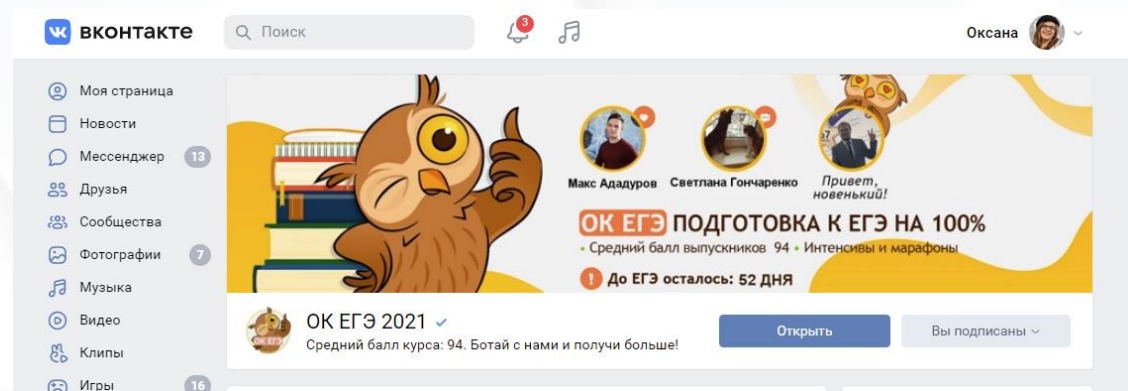 вконтакте
Поиск
3
Оксана
Моя страница
Новости
Мессенджер 13
Друзья
Сообщества
Фотографии 7
Музыка
Видео
Клипы
Игры 16
Макс Ададуров Светлана Гончаренко Привет,
новенький!
ОК ЕГЭ ПОДГОТОВКА К ЕГЭ НА 100%
• Средний балл выпускников 94 • Интенсивы и марафоны
! До ЕГЭ осталось: 52 ДНЯ
ОК ЕГЭ
ОК ЕГЭ 2021
Средний балл курса: 94. Ботай с нами и получи больше!
Открыть
Вы подписаны